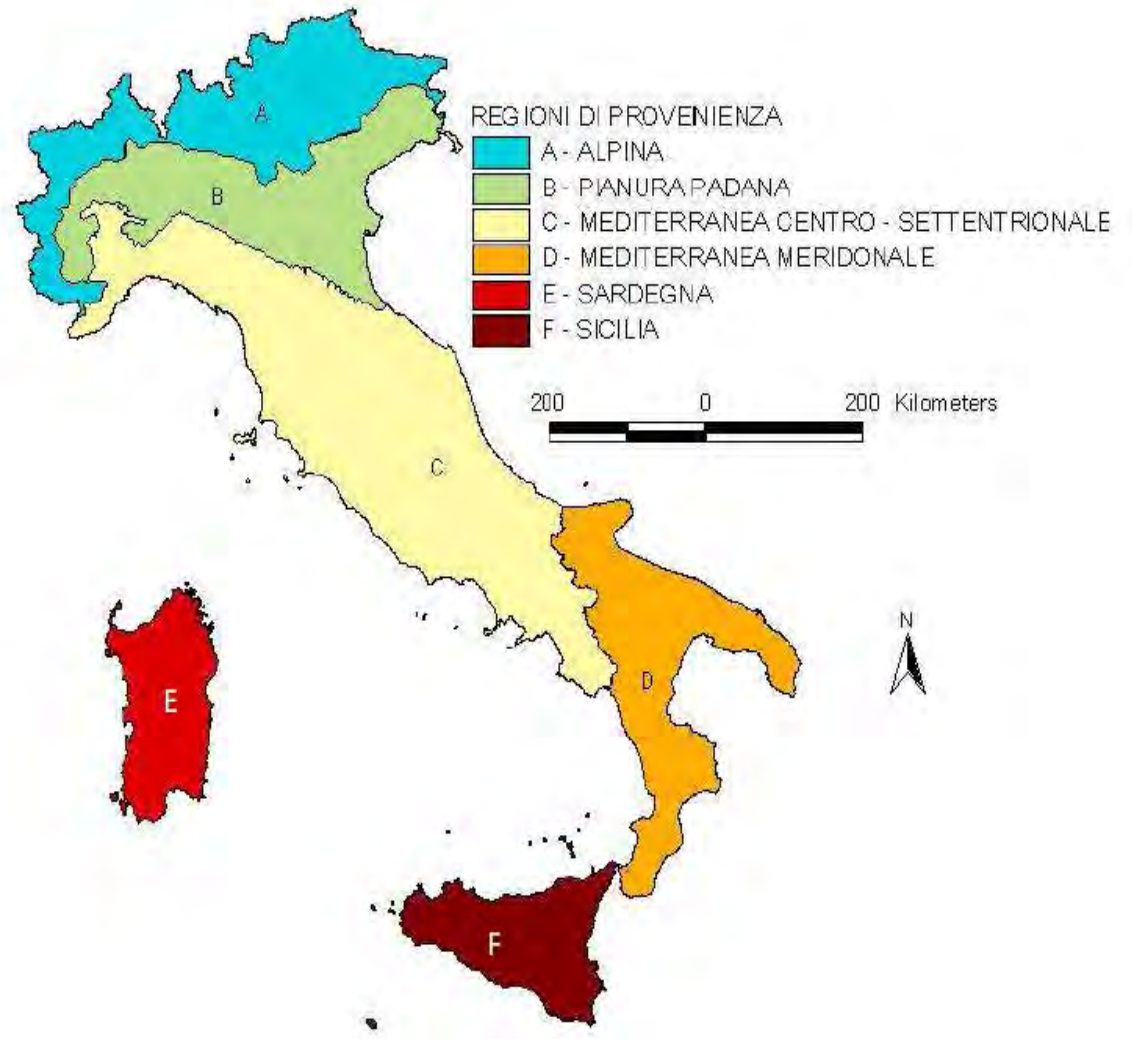 REGIONI DI PROVENIENZA
A - ALPINA
B - PIANURA PADANA
C - MEDITERRANEA CENTRO - SETTENTRIONALE
D - MEDITERRANEA MERIDONALE
E - SARDEGNA
F - SICILIA
200 0 200 Kilometers
N
A
B
C
D
E
F